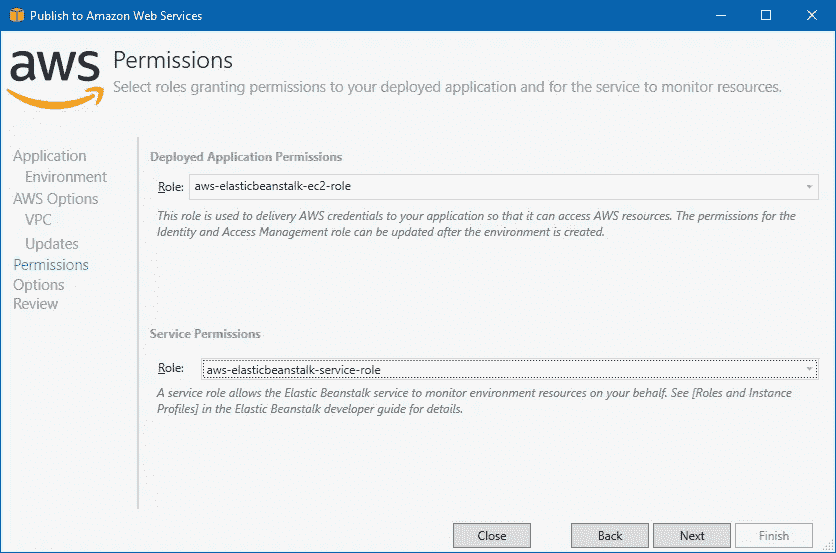 Publish to Amazon Web Services
aws
Permissions
Select roles granting permissions to your deployed application and for the service to monitor resources.
Application
Environment
AWS Options
VPC
Updates
Permissions
Options
Review
Deployed Application Permissions
Role: aws-elasticbeanstalk-ec2-role
This role is used to delivery AWS credentials to your application so that it can access AWS resources. The permissions for the
Identity and Access Management role can be updated after the environment is created.
Service Permissions
Role: aws-elasticbeanstalk-service-role
A service role allows the Elastic Beanstalk service to monitor environment resources on your behalf. See [Roles and Instance
Profiles] in the Elastic Beanstalk developer guide for details.
Close Back Next Finish